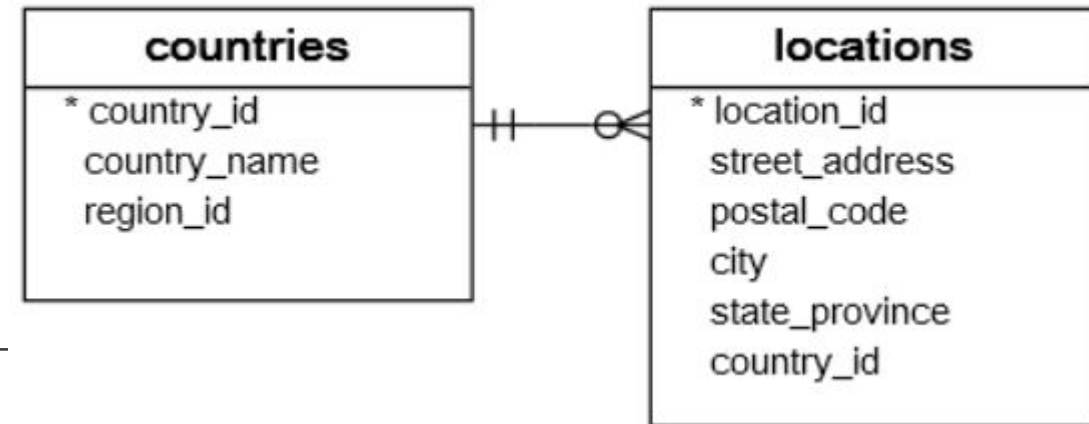 countries
* country_id
country_name
region_id
locations
* location_id
street_address
postal_code
city
state_province
country_id